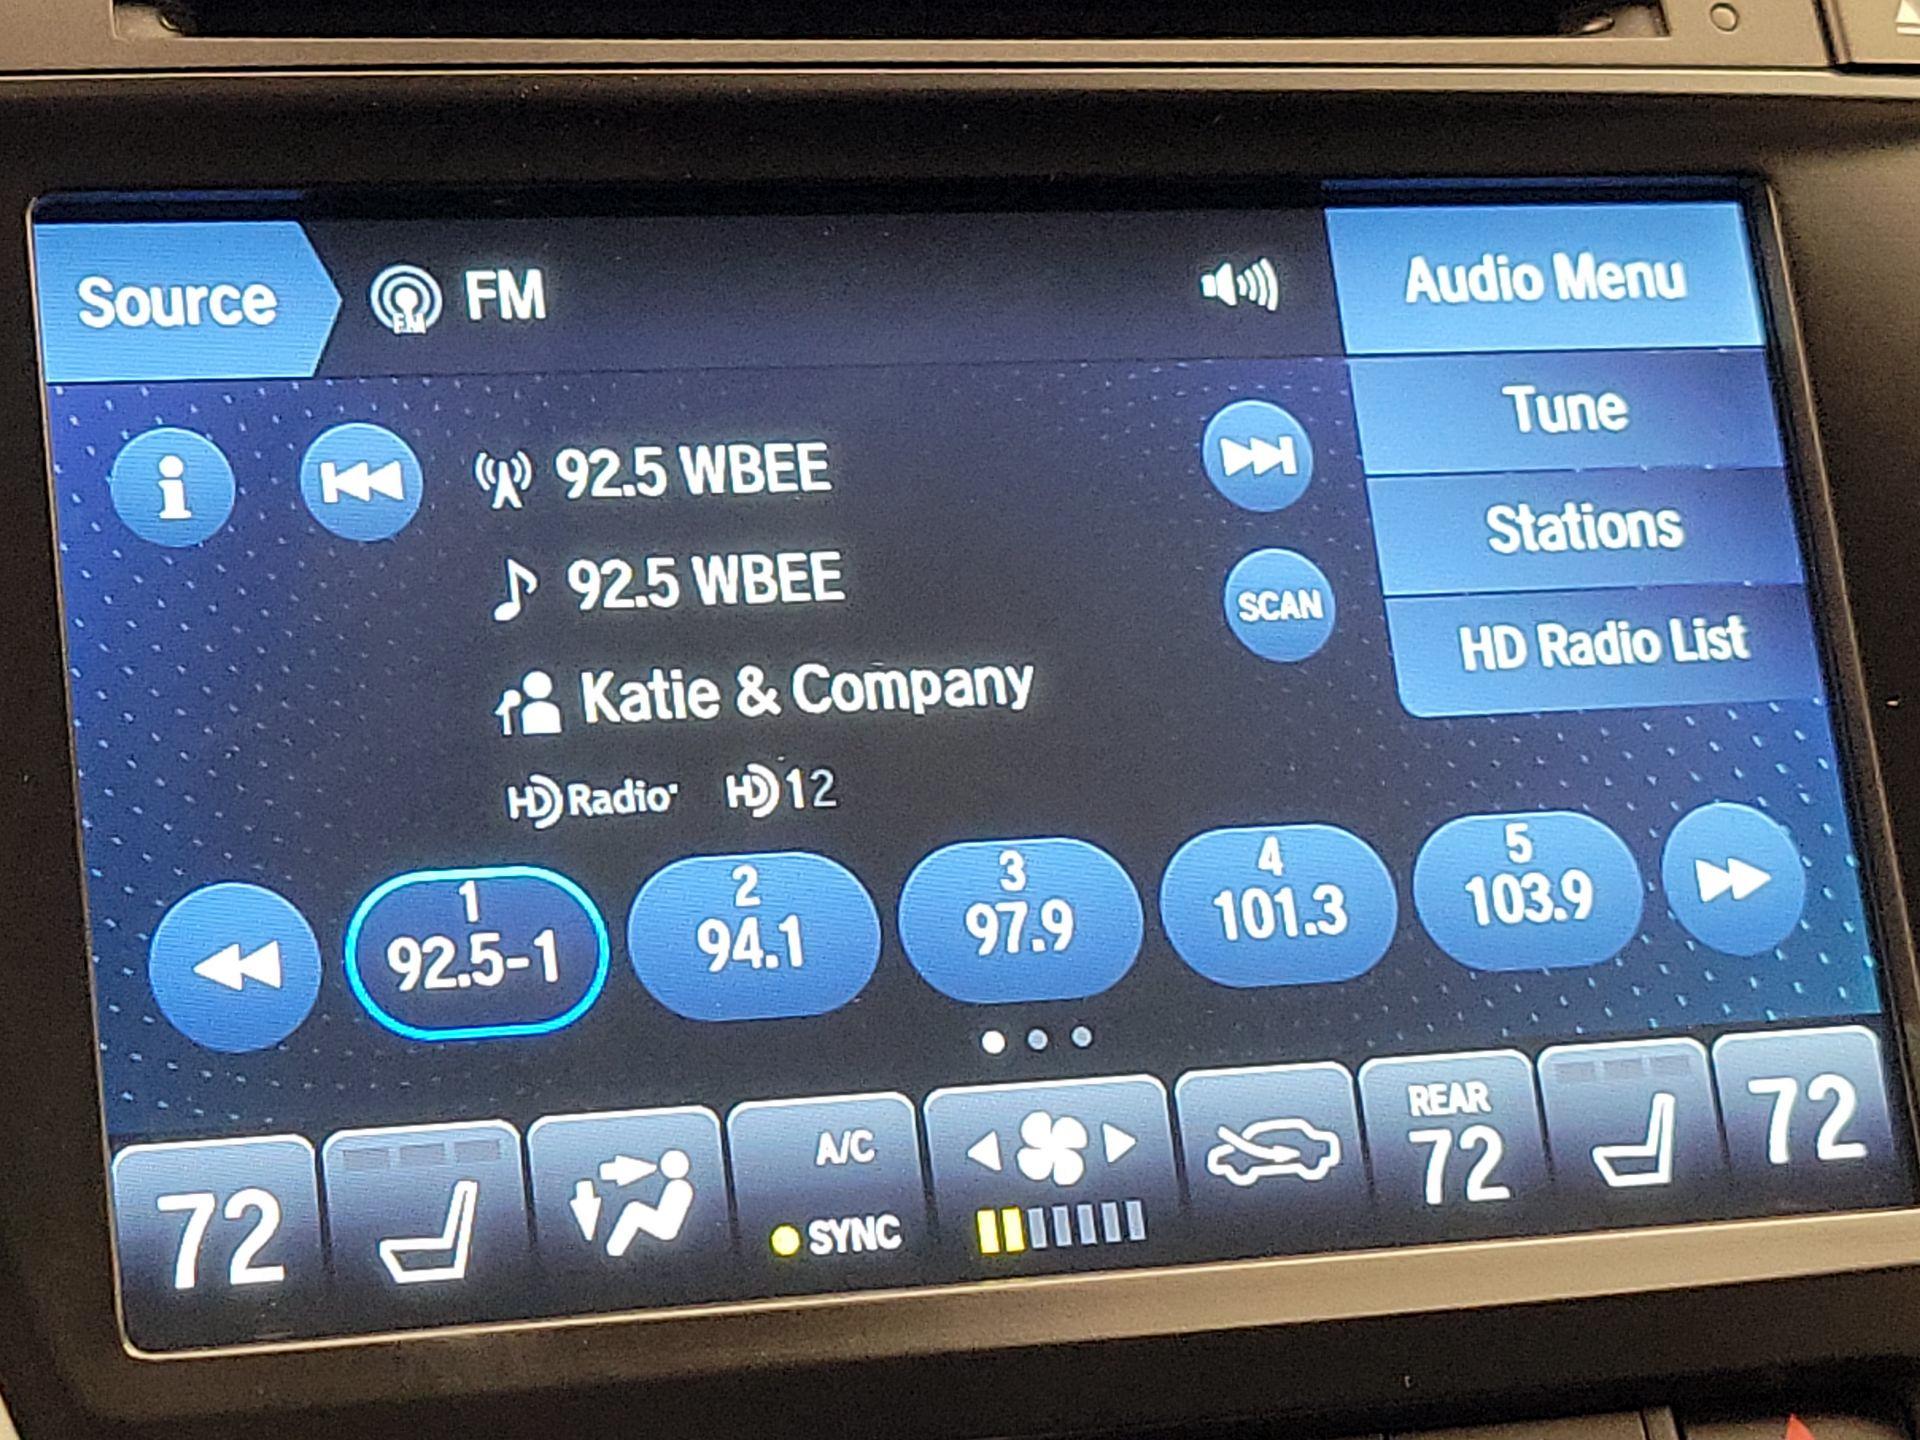 Source
FM
FM
Audio Menu
Tune
Stations
HD Radio List
92.5 WBEE
92.5 WBEE
SCAN
Katie & Company
HD Radio
HD 12
1
92.5-1
2
94.1
3
97.9
4
101.3
5
103.9
72
A/C
SYNC
REAR
72
72